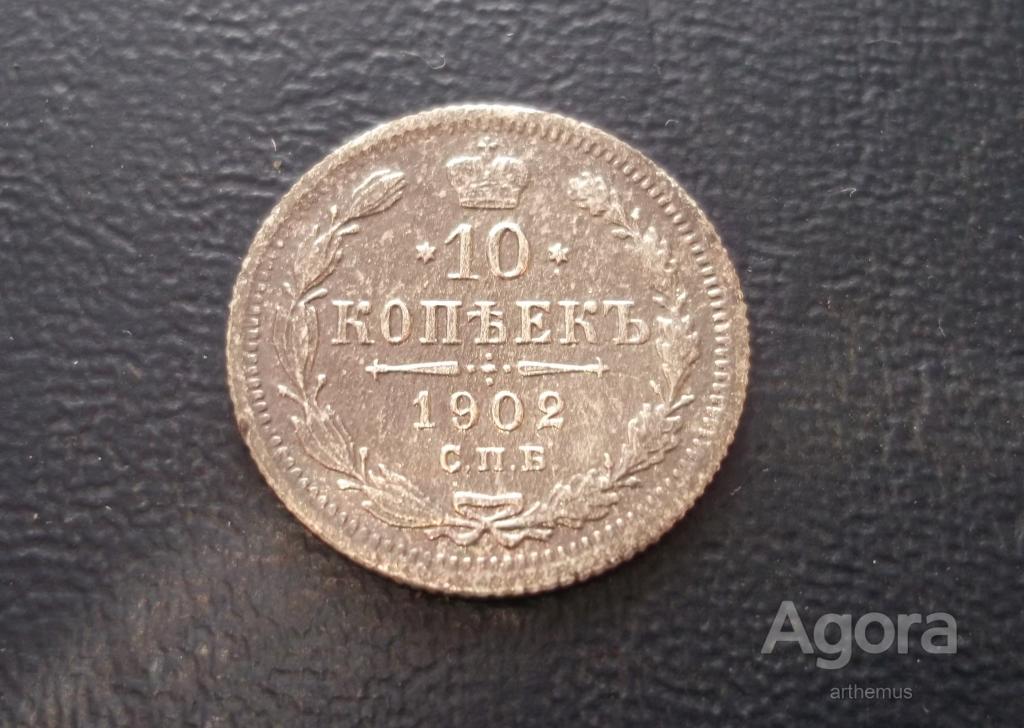 10
КОПѢЕКЪ
1902
С.П.Б.
Agora
arthemus